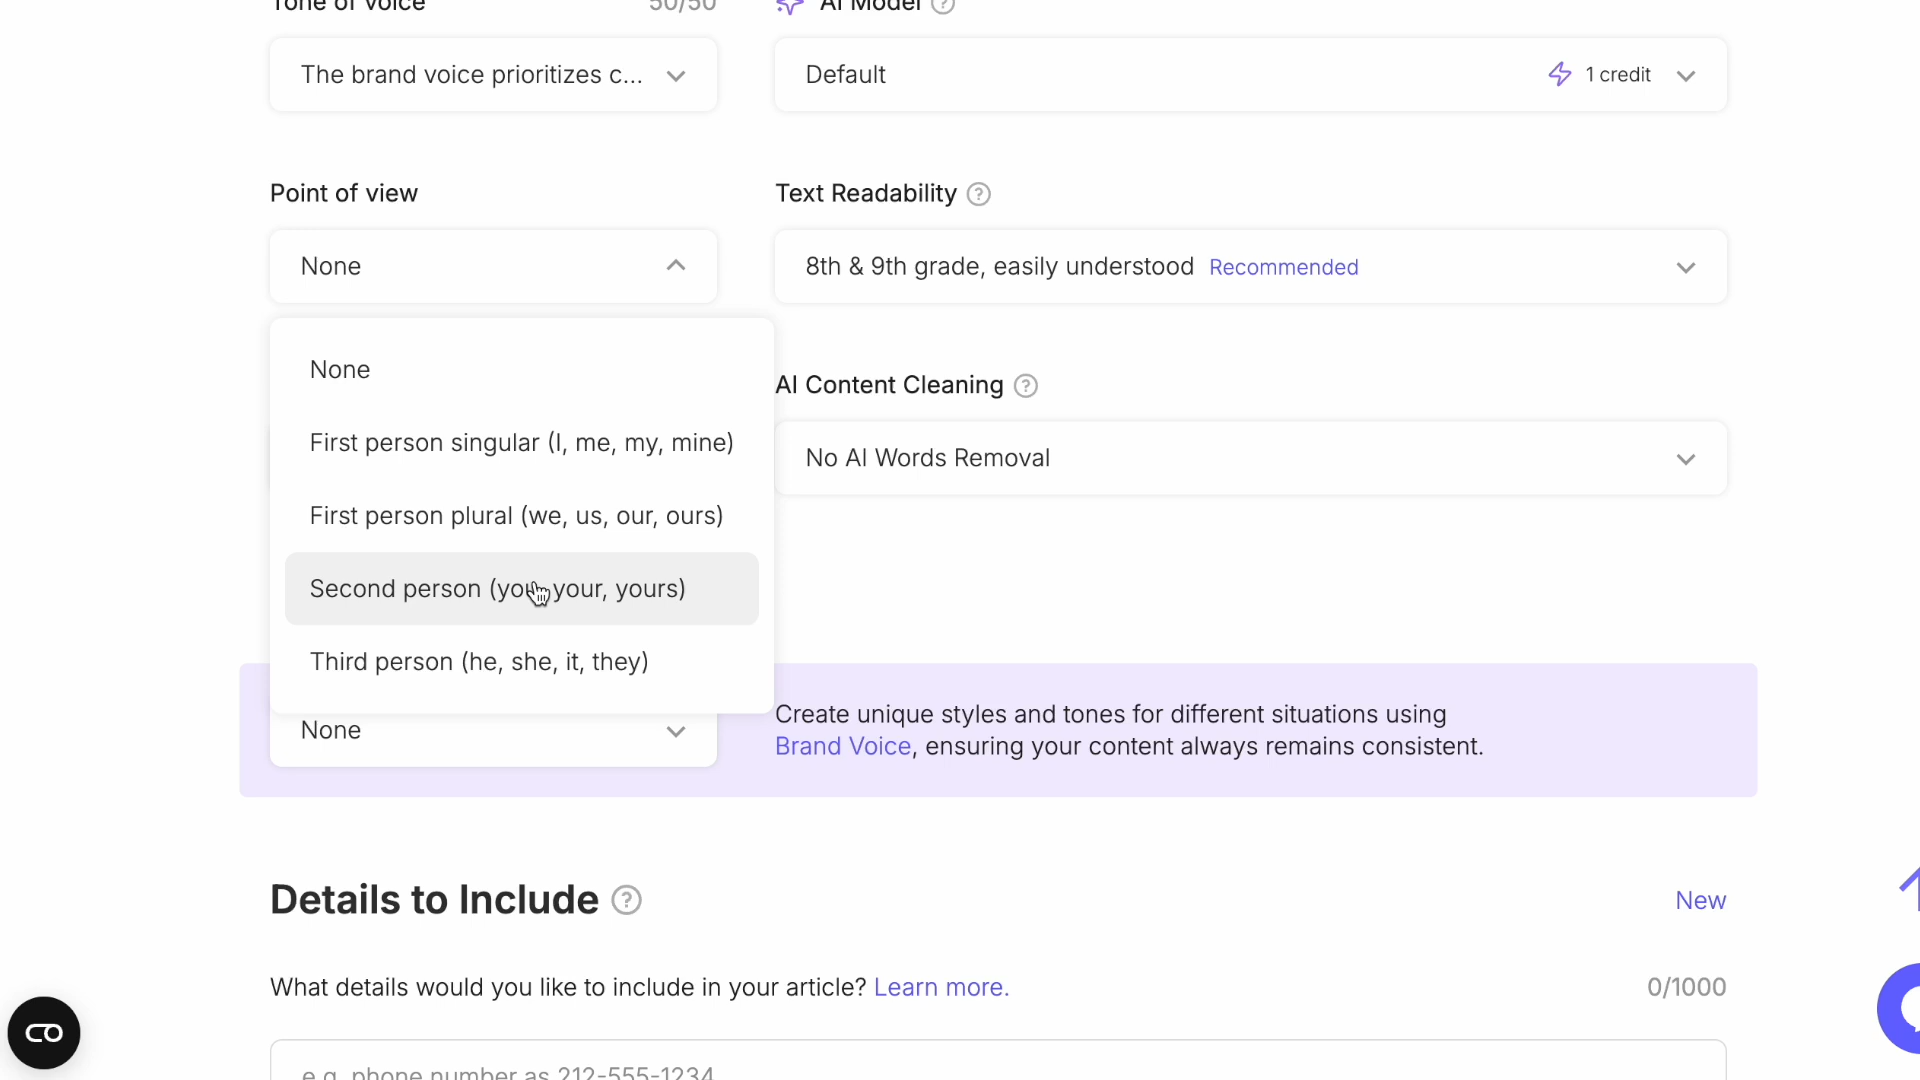 Tone of Voice 50/50 AI Model
The brand voice prioritizes c... Default 1 credit
Point of view Text Readability ?
None 8th & 9th grade, easily understood Recommended
None
AI Content Cleaning ?
First person singular (I, me, my, mine)
No AI Words Removal
First person plural (we, us, our, ours)
Second person (you, your, yours)
Third person (he, she, it, they)
None
Create unique styles and tones for different situations using
Brand Voice, ensuring your content always remains consistent.
Details to Include ? New
What details would you like to include in your article? Learn more. 0/1000
e.g. phone number as 212-555-1234